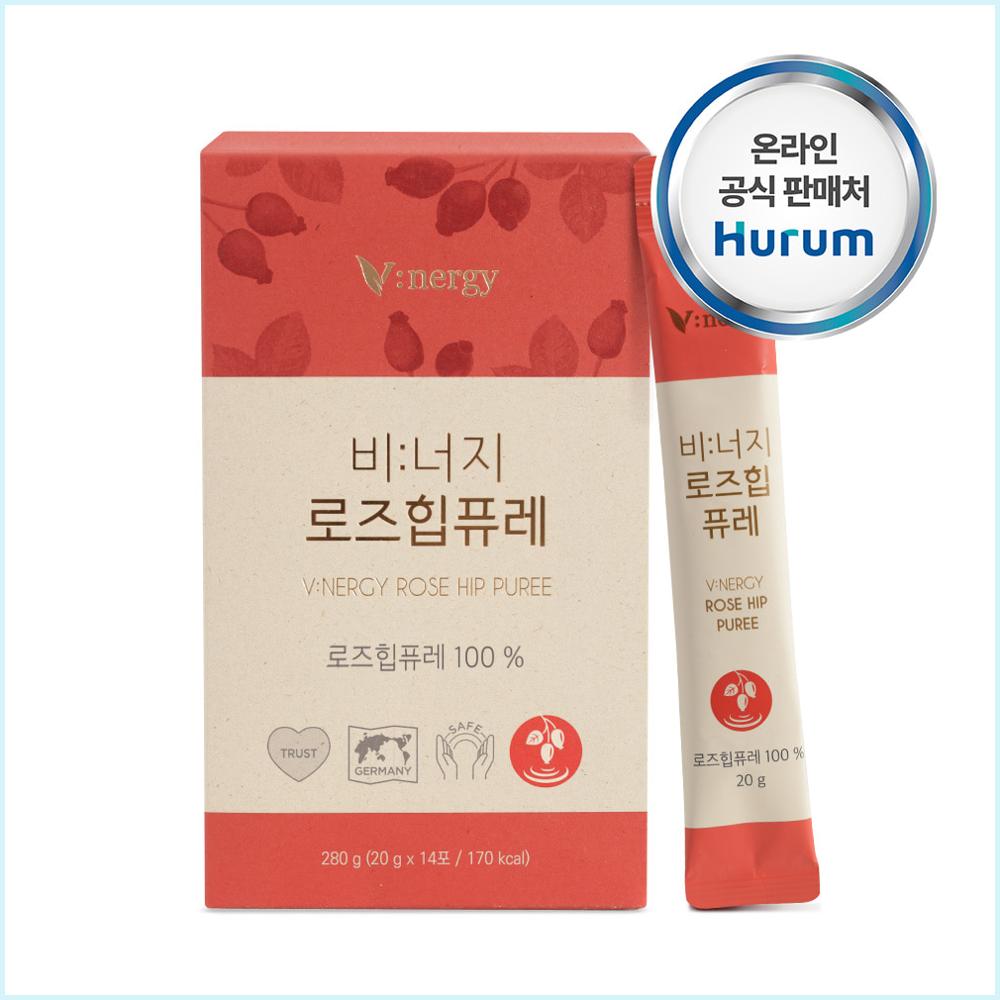 온라인
공식 판매처
Hurum
V:nergy
비:너지
로즈힙퓨레
V:NERGY ROSE HIP PUREE
로즈힙퓨레 100 %
TRUST
GERMANY
SAFE
280 g (20 g x 14포 / 170 kcal)
비:너지
로즈힙
퓨레
V:NERGY
ROSE HIP
PUREE
로즈힙퓨레 100 %
20 g